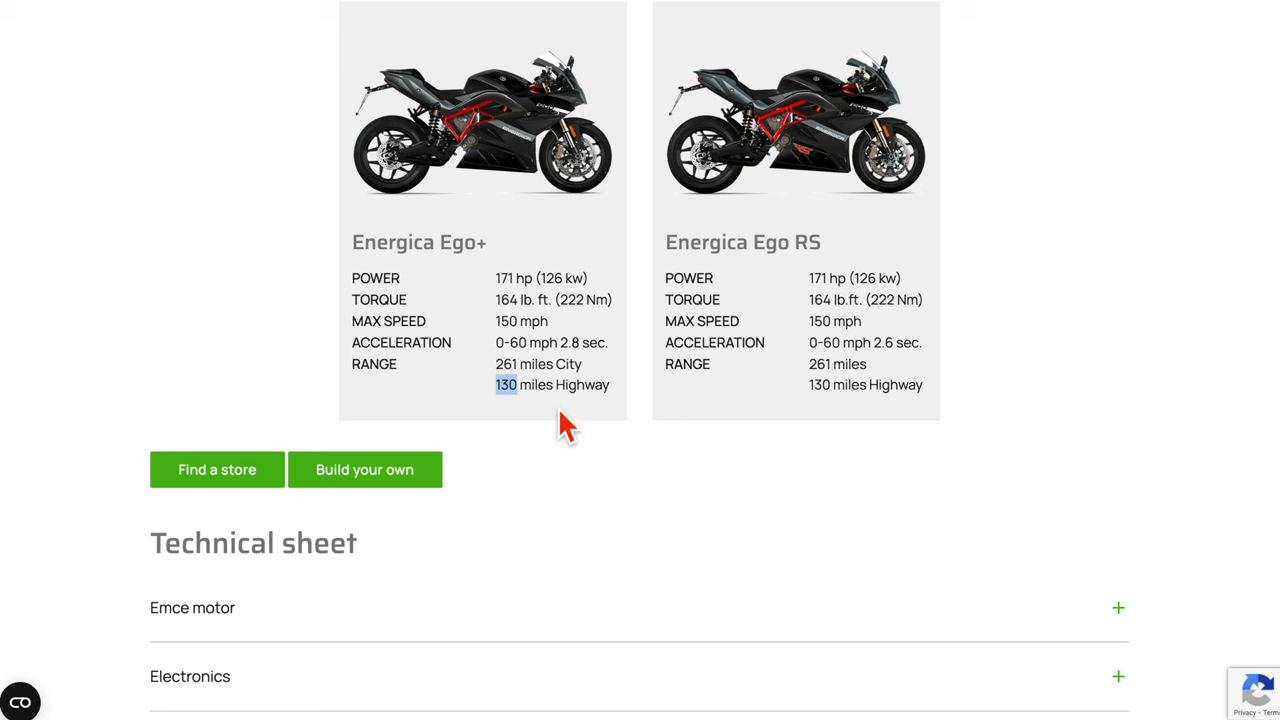 Energica Ego+
POWER 171 hp (126 kw)
TORQUE 164 lb. ft. (222 Nm)
MAX SPEED 150 mph
ACCELERATION 0-60 mph 2.8 sec.
RANGE 261 miles City
130 miles Highway
Energica Ego RS
POWER 171 hp (126 kw)
TORQUE 164 lb.ft. (222 Nm)
MAX SPEED 150 mph
ACCELERATION 0-60 mph 2.6 sec.
RANGE 261 miles
130 miles Highway
Find a store
Build your own
Technical sheet
Emce motor
Electronics
Privacy - Terms